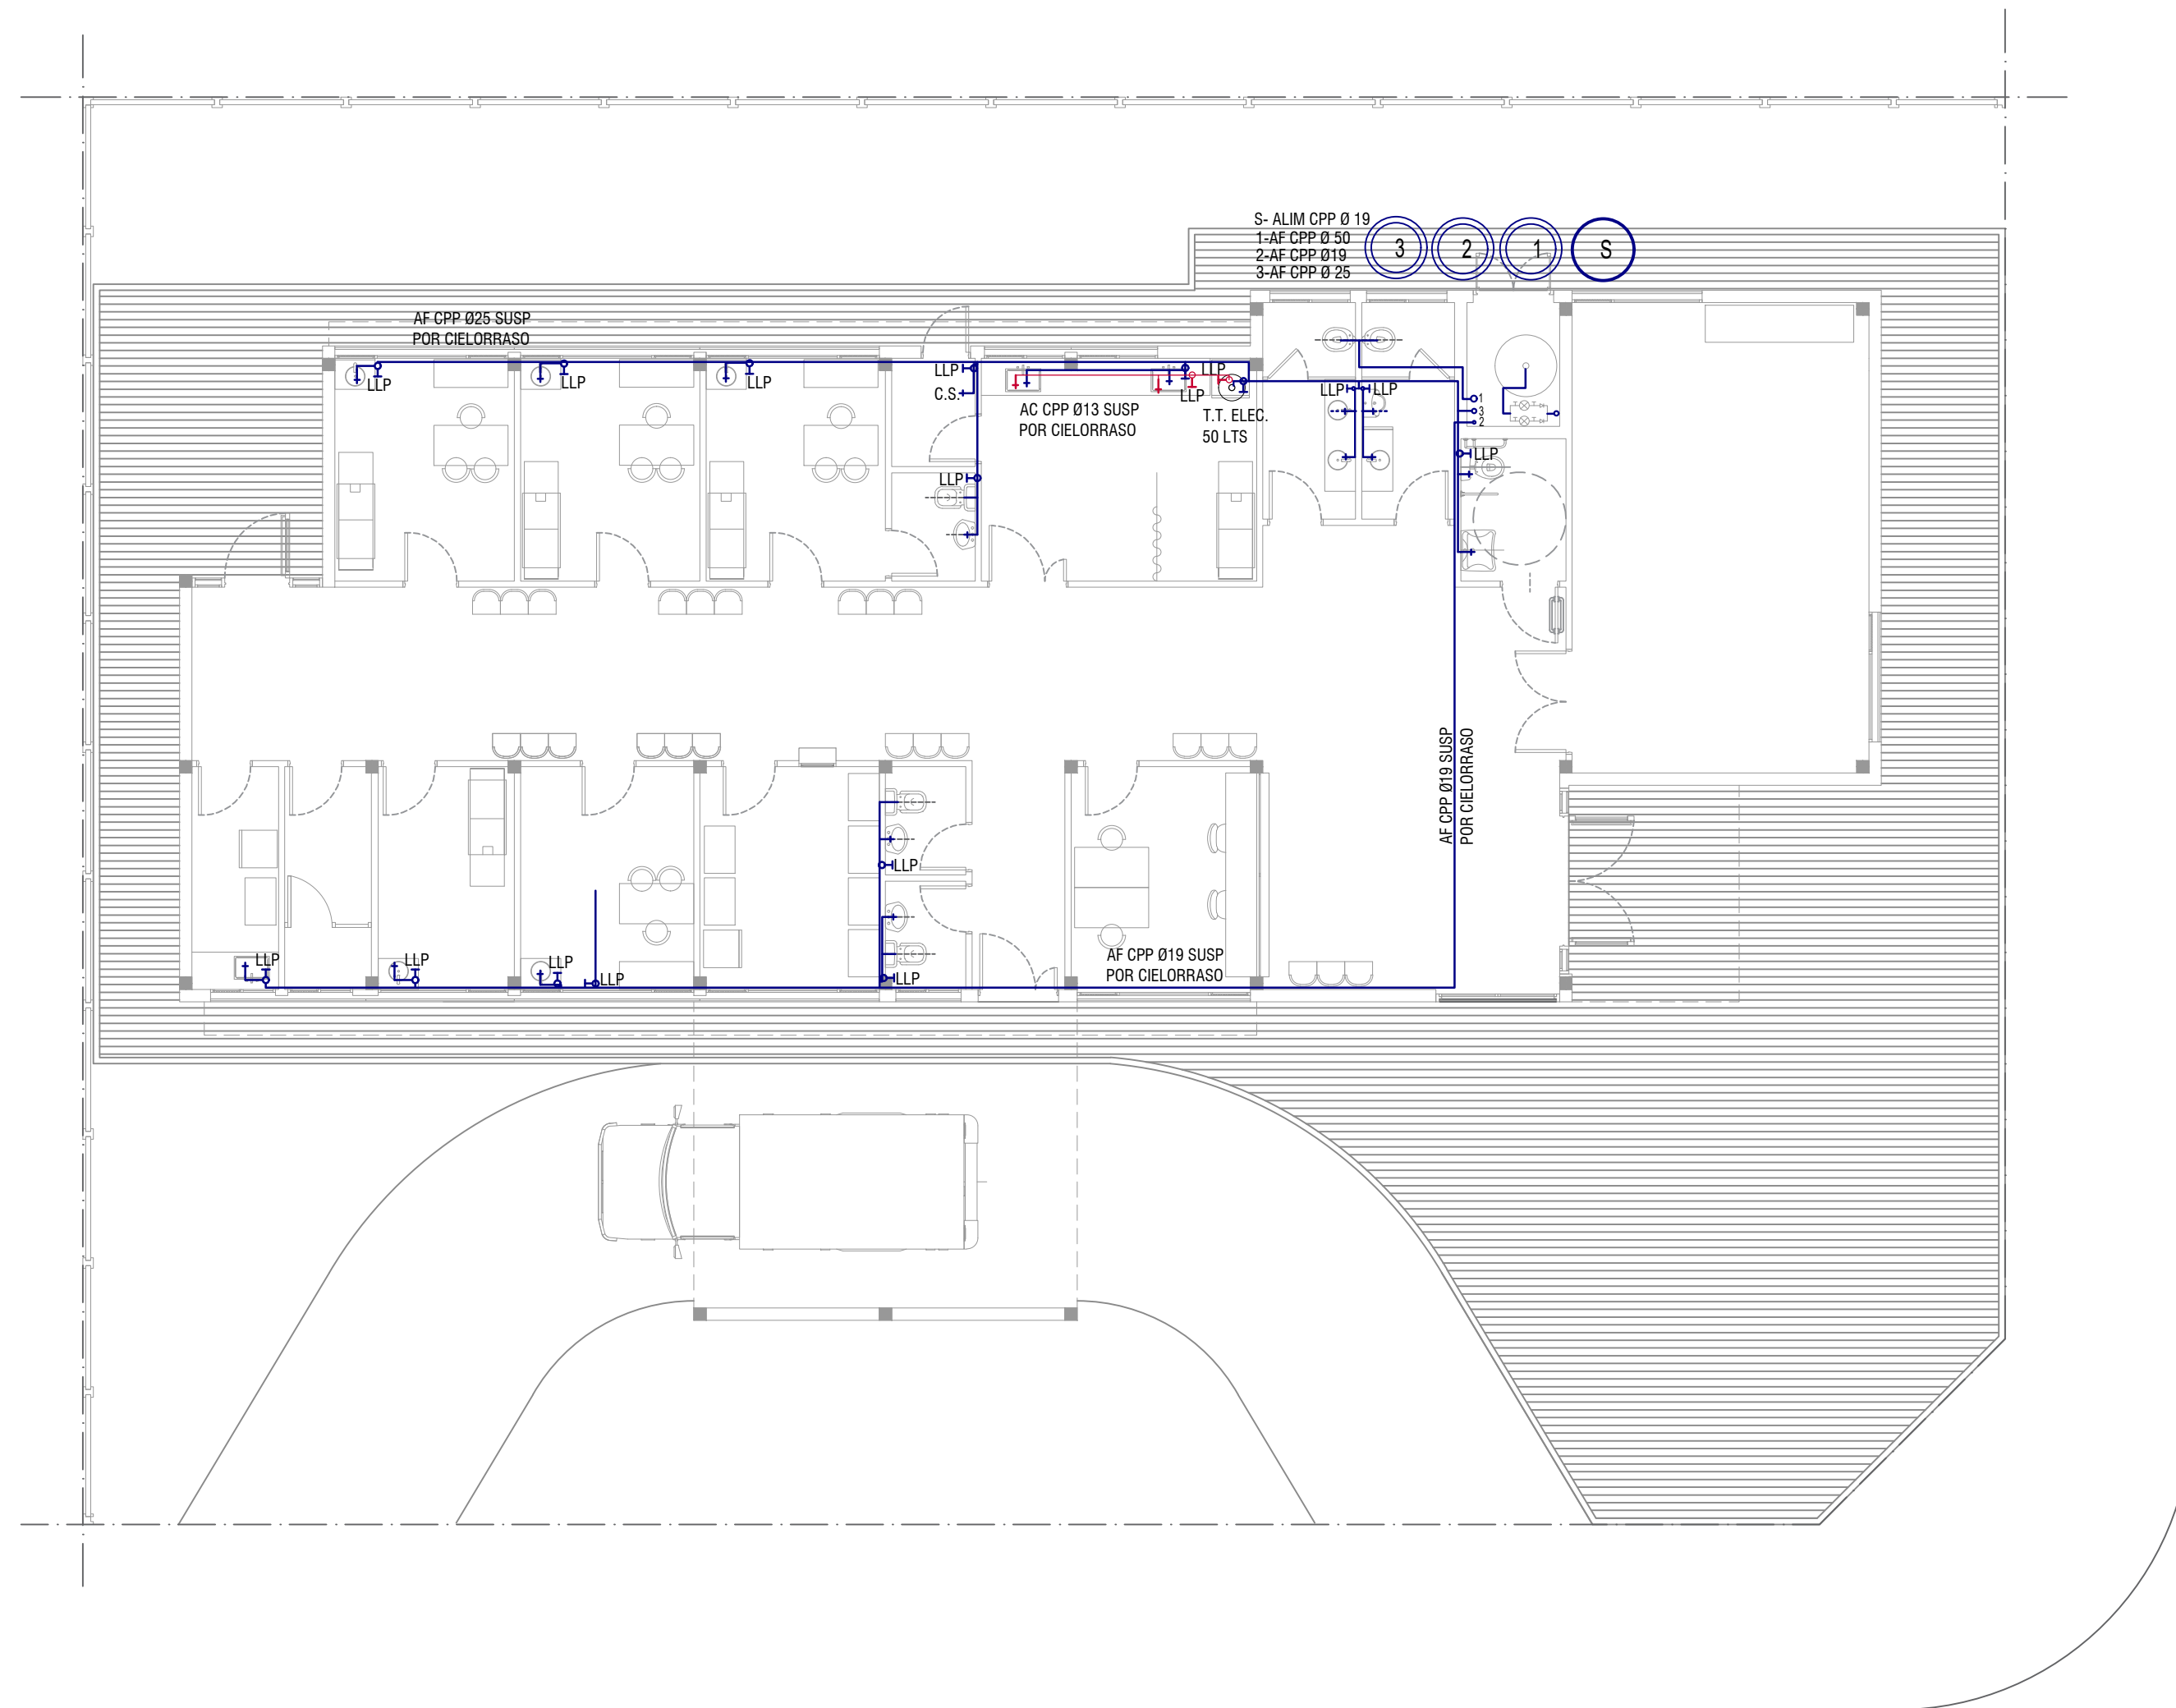 S- ALIM CPP Ø 19
1-AF CPP Ø 50
2-AF CPP Ø19
3-AF CPP Ø 25
3
2
1
S
AF CPP Ø25 SUSP
POR CIELORRASO
LLP
LLP
LLP
LLP
C.S.
LLP
LLP
AC CPP Ø13 SUSP
POR CIELORRASO
T.T. ELEC.
50 LTS
LLP
LLP
1
3
2
LLP
LLP
AF CPP Ø19 SUSP
POR CIELORRASO
LLP
LLP
AF CPP Ø19 SUSP
POR CIELORRASO
LLP
LLP
LLP
LLP